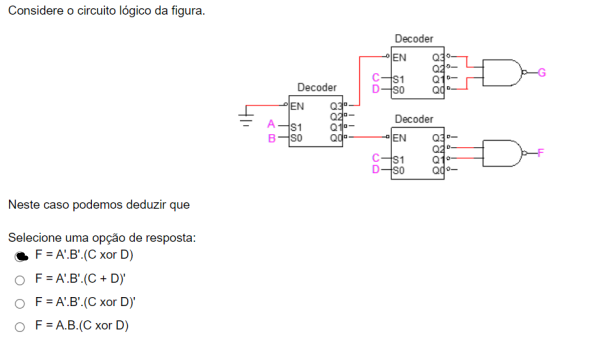 Considere o circuito lógico da figura.
Decoder
EN Q3
Q2
C S1 Q1
D S0 Q0
G
Decoder
EN Q3
Q2
A S1 Q1
B S0 Q0
Decoder
EN Q3
Q2
C S1 Q1
D S0 Q0
F
Neste caso podemos deduzir que
Selecione uma opção de resposta:
F = A'.B'.(C xor D)
F = A'.B'.(C + D)'
F = A'.B'.(C xor D)'
F = A.B.(C xor D)